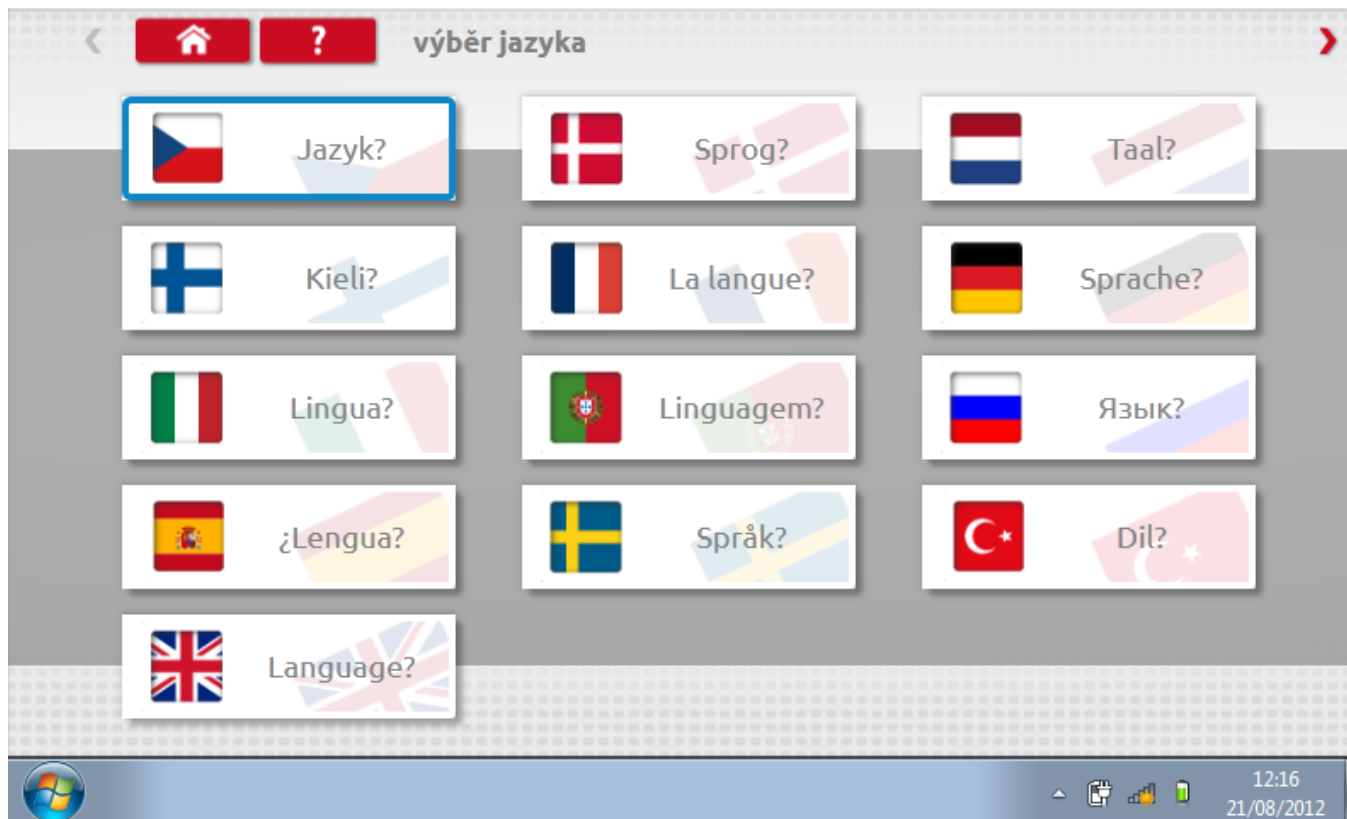 ? výběr jazyka
Jazyk? Sprog? Taal?
Kieli? La langue? Sprache?
Lingua? Linguagem? Язык?
¿Lengua? Språk? Dil?
Language?
12:16
21/08/2012